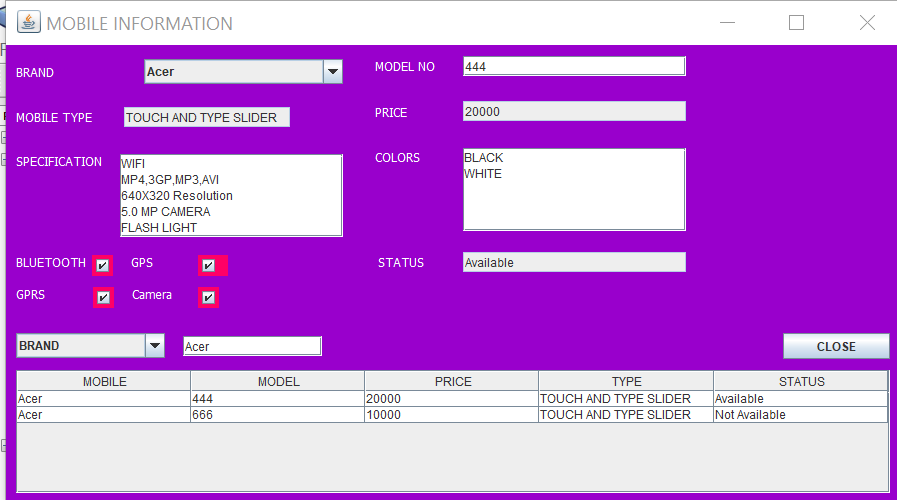 MOBILE INFORMATION
BRAND Acer MODEL NO 444
MOBILE TYPE TOUCH AND TYPE SLIDER PRICE 20000
SPECIFICATION WIFI COLORS BLACK
MP4,3GP,MP3,AVI WHITE
640X320 Resolution
5.0 MP CAMERA
FLASH LIGHT
BLUETOOTH GPS STATUS Available
GPRS Camera
BRAND Acer CLOSE
MOBILE MODEL PRICE TYPE STATUS
Acer 444 20000 TOUCH AND TYPE SLIDER Available
Acer 666 10000 TOUCH AND TYPE SLIDER Not Available